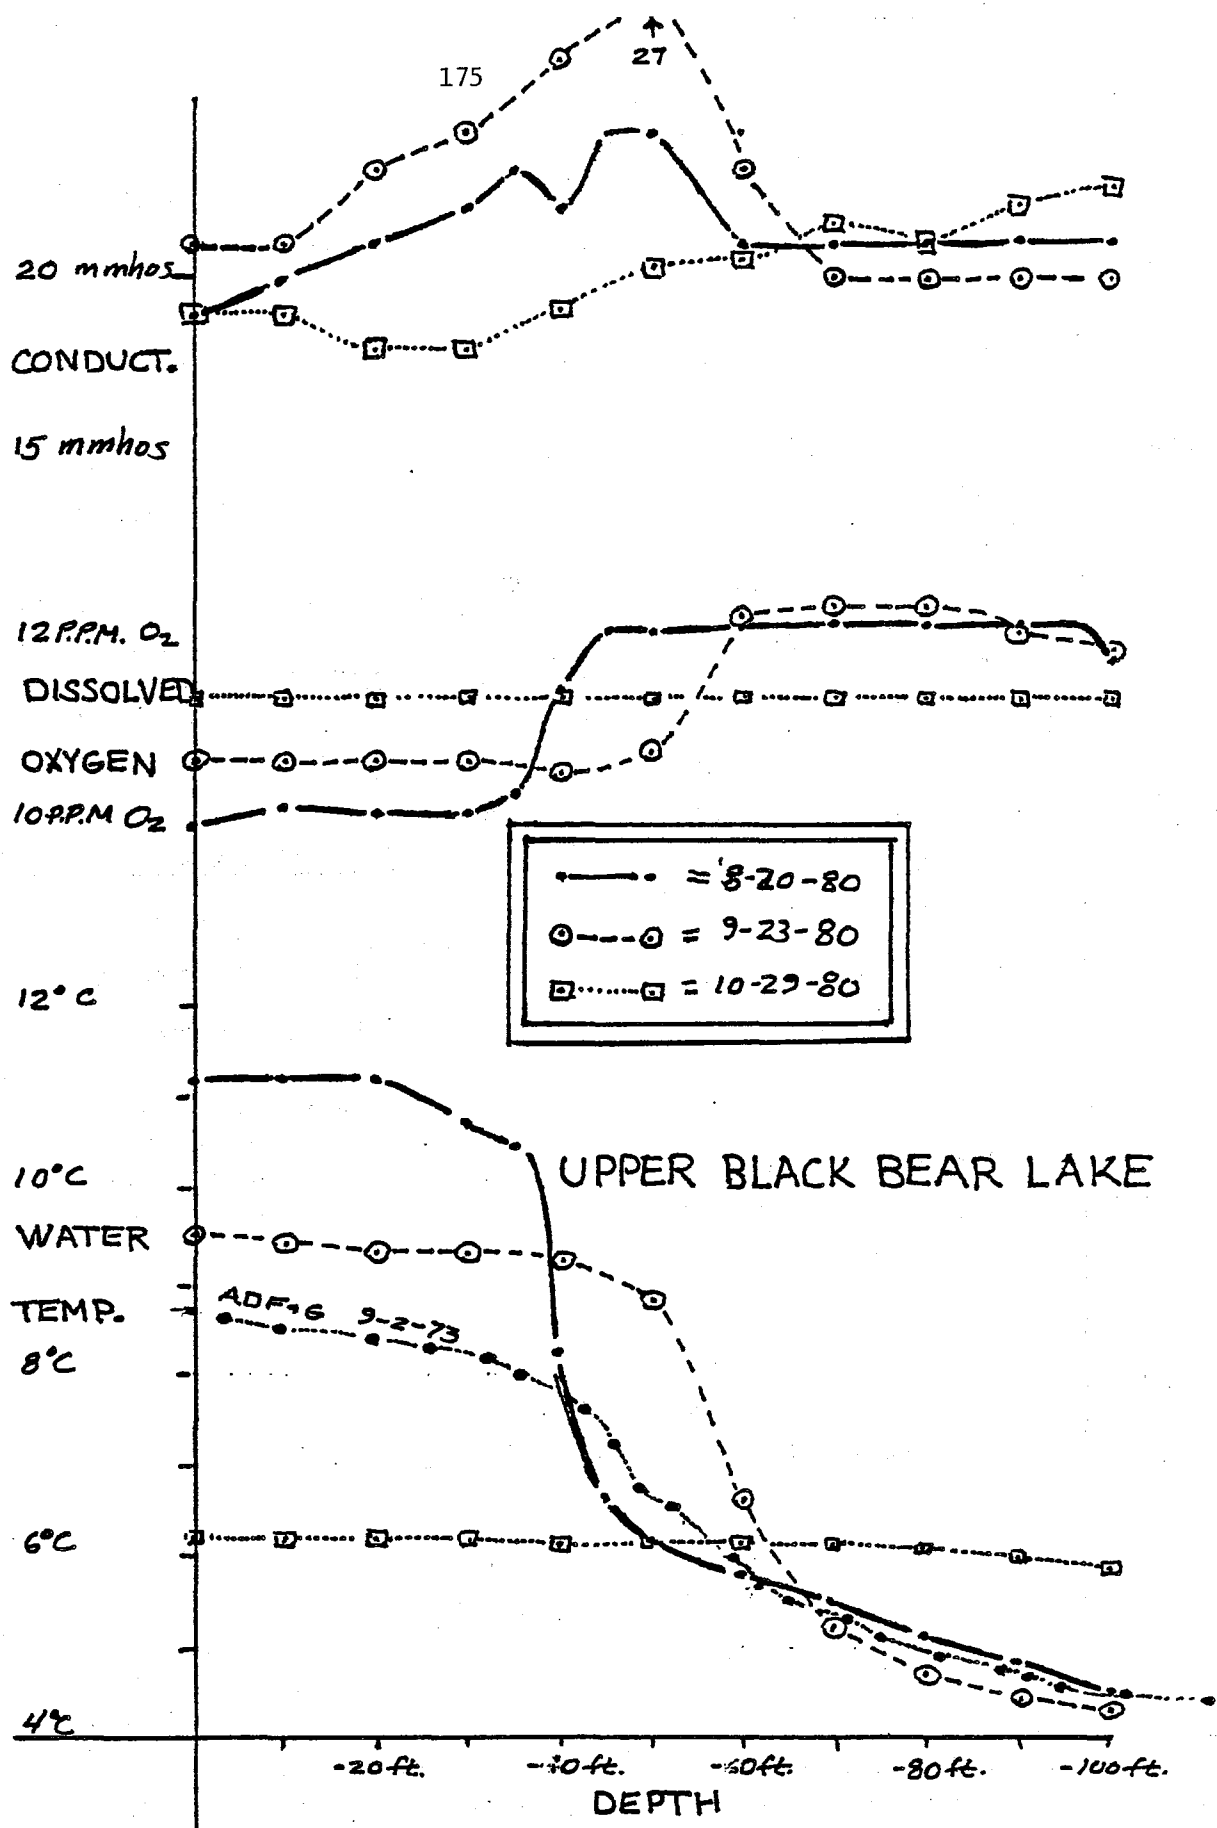 27
175
20 mmhos
CONDUCT.
15 mmhos
12 P.P.M. O2
DISSOLVED
OXYGEN
10 P.P.M O2
= 8-20-80
= 9-23-80
= 10-29-80
12°C
10°C
UPPER BLACK BEAR LAKE
WATER
TEMP.
ADF+G 9-2-73
8°C
6°C
4°C
-20 ft. -40 ft. -60 ft. -80 ft. -100 ft.
DEPTH